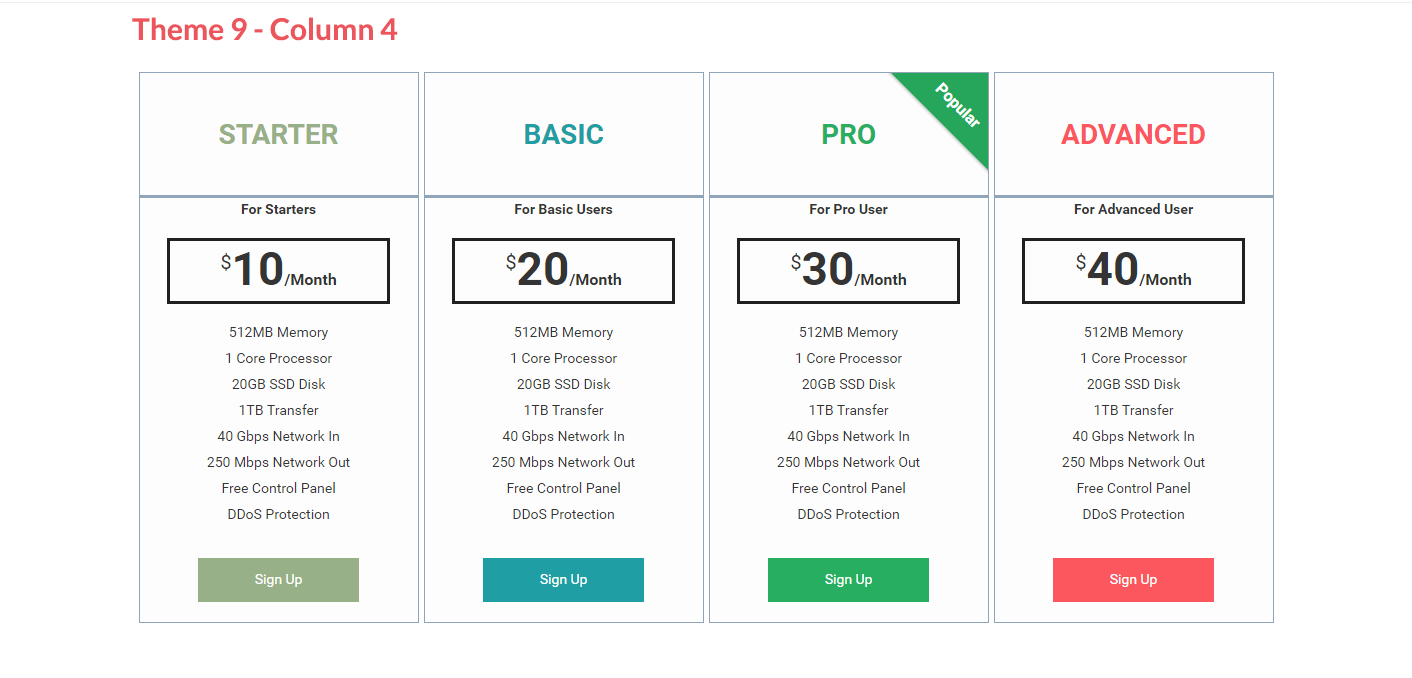 Theme 9 - Column 4
STARTER
For Starters
$10/Month
512MB Memory
1 Core Processor
20GB SSD Disk
1TB Transfer
40 Gbps Network In
250 Mbps Network Out
Free Control Panel
DDoS Protection
Sign Up
BASIC
For Basic Users
$20/Month
512MB Memory
1 Core Processor
20GB SSD Disk
1TB Transfer
40 Gbps Network In
250 Mbps Network Out
Free Control Panel
DDoS Protection
Sign Up
Popular
PRO
For Pro User
$30/Month
512MB Memory
1 Core Processor
20GB SSD Disk
1TB Transfer
40 Gbps Network In
250 Mbps Network Out
Free Control Panel
DDoS Protection
Sign Up
ADVANCED
For Advanced User
$40/Month
512MB Memory
1 Core Processor
20GB SSD Disk
1TB Transfer
40 Gbps Network In
250 Mbps Network Out
Free Control Panel
DDoS Protection
Sign Up